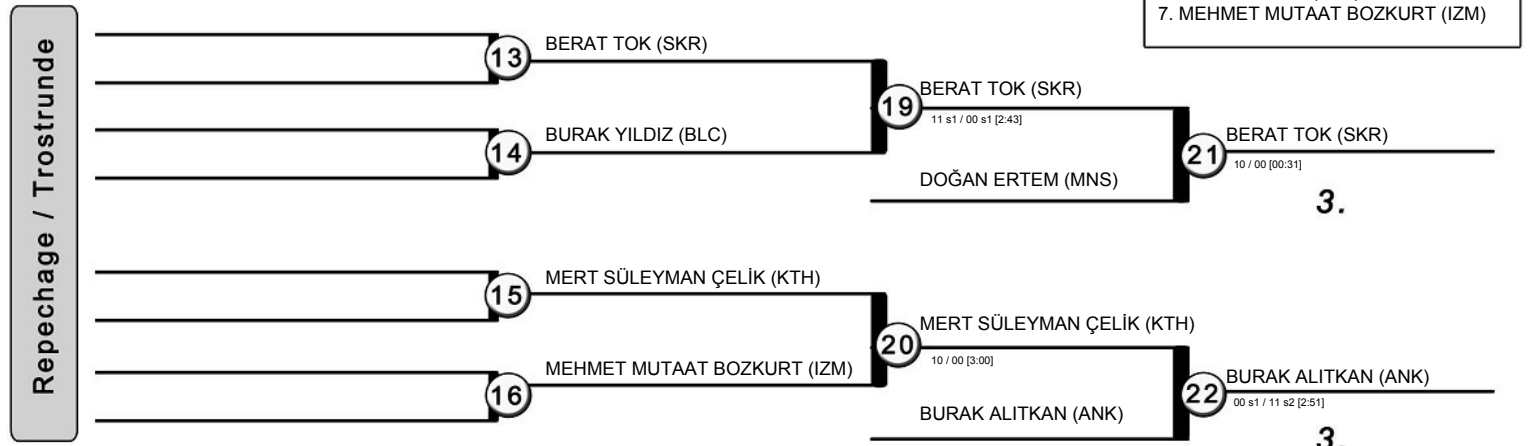 7. MEHMET MUTAAT BOZKURT (IZM)
Repechage / Trostrunde
13
BERAT TOK (SKR)
14
BURAK YILDIZ (BLC)
19
BERAT TOK (SKR)
11 s1 / 00 s1 [2:43]
DOĞAN ERTEM (MNS)
21
BERAT TOK (SKR)
10 / 00 [00:31]
3.
15
MERT SÜLEYMAN ÇELİK (KTH)
16
MEHMET MUTAAT BOZKURT (IZM)
20
MERT SÜLEYMAN ÇELİK (KTH)
10 / 00 [3:00]
BURAK ALITKAN (ANK)
22
BURAK ALITKAN (ANK)
00 s1 / 11 s2 [2:51]
3.